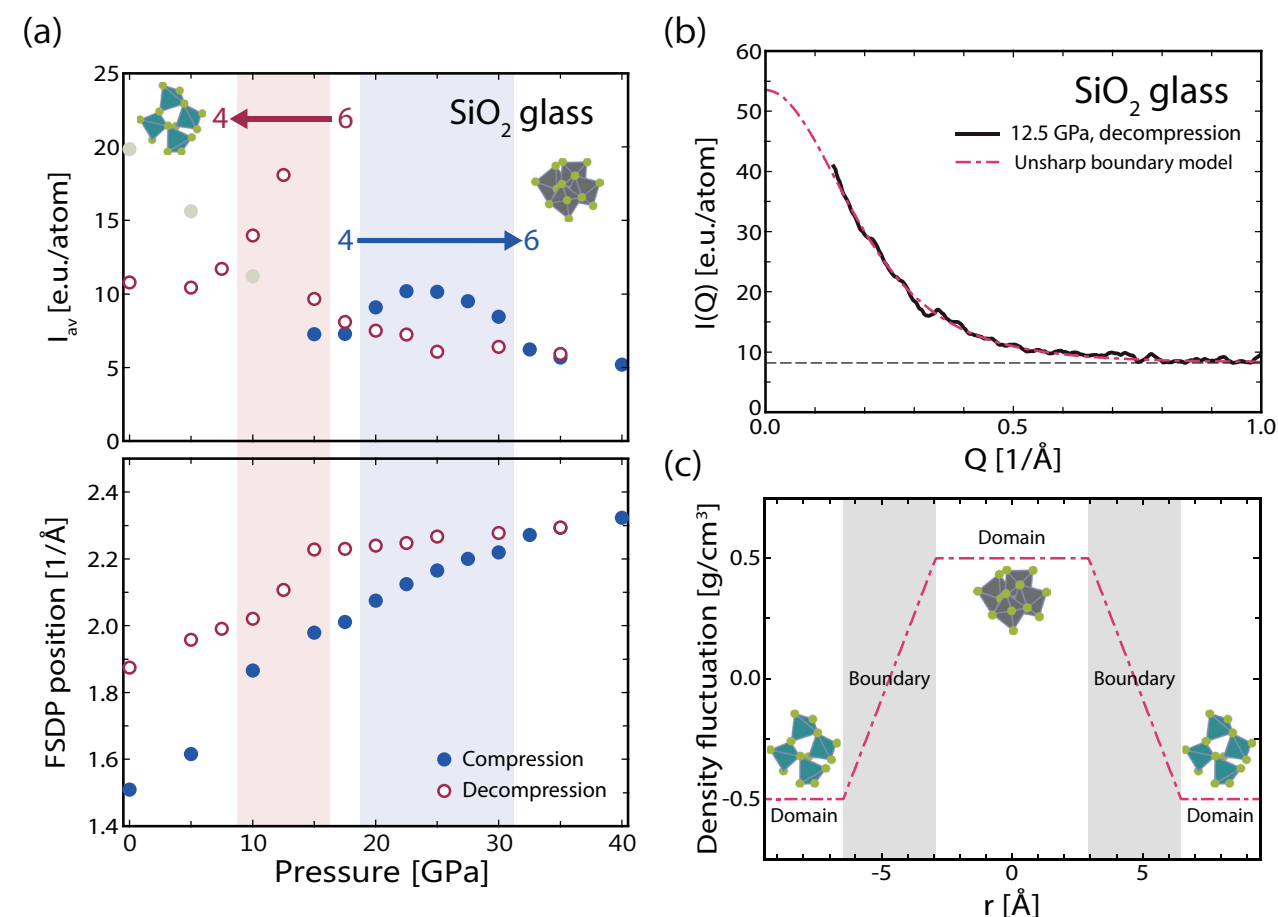 (a)
25
20
15
10
5
0
I_av [e.u./atom]
4
6
SiO₂ glass
4
6
2.4
2.2
2.0
1.8
1.6
1.4
FSDP position [1/Å]
Compression
Decompression
0
10
20
30
40
Pressure [GPa]
(b)
60
50
40
30
20
10
0
I(Q) [e.u./atom]
SiO₂ glass
12.5 GPa, decompression
Unsharp boundary model
0.0
0.5
1.0
Q [1/Å]
(c)
0.5
0.0
-0.5
Density fluctuation [g/cm³]
Domain
Boundary
Boundary
Domain
Domain
-5
0
5
r [Å]